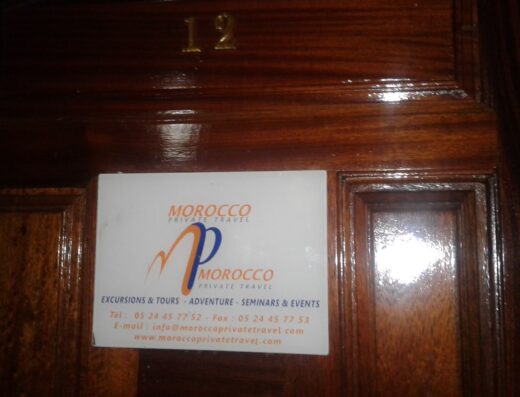 12
MOROCCO
PRIVATE TRAVEL
MP
MOROCCO
PRIVATE TRAVEL
EXCURSIONS & TOURS - ADVENTURE - SEMINARS & EVENTS
Tel : 05 24 45 77 52 - Fax : 05 24 45 77 53
E-mail : info@moroccoprivatetravel.com
www.moroccoprivatetravel.com